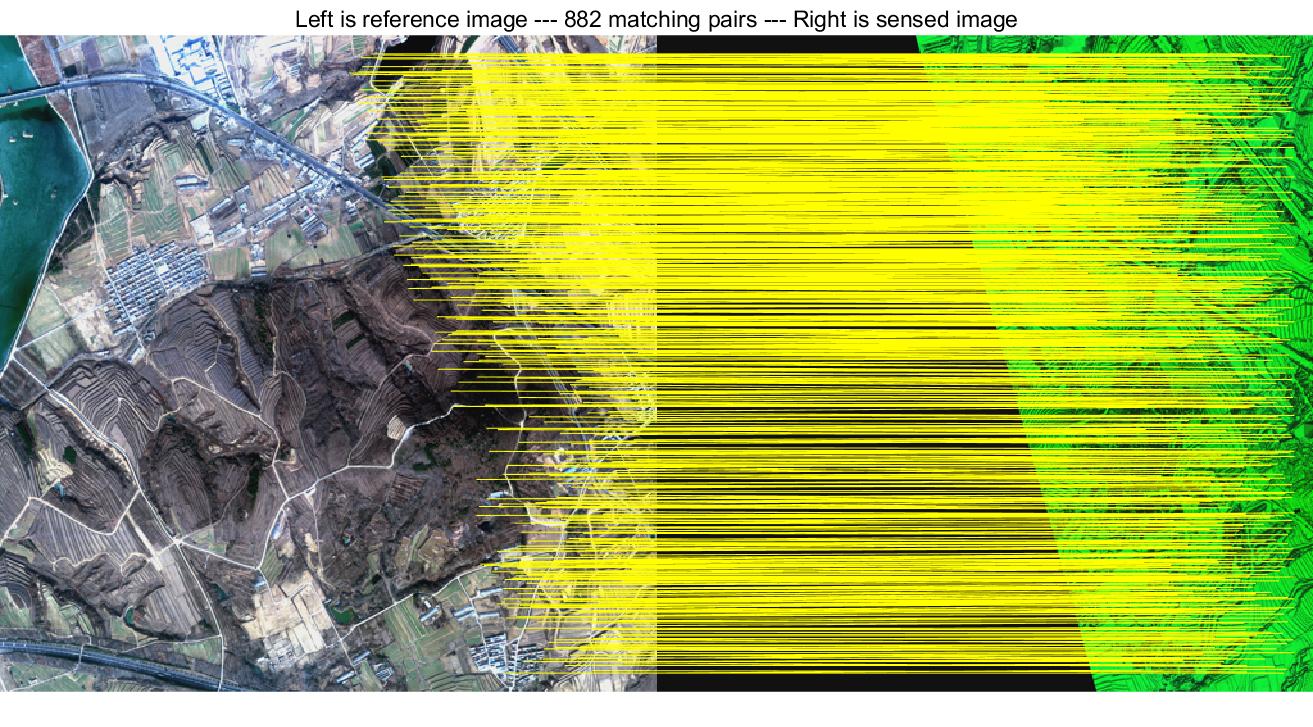 Left is reference image --- 882 matching pairs --- Right is sensed image